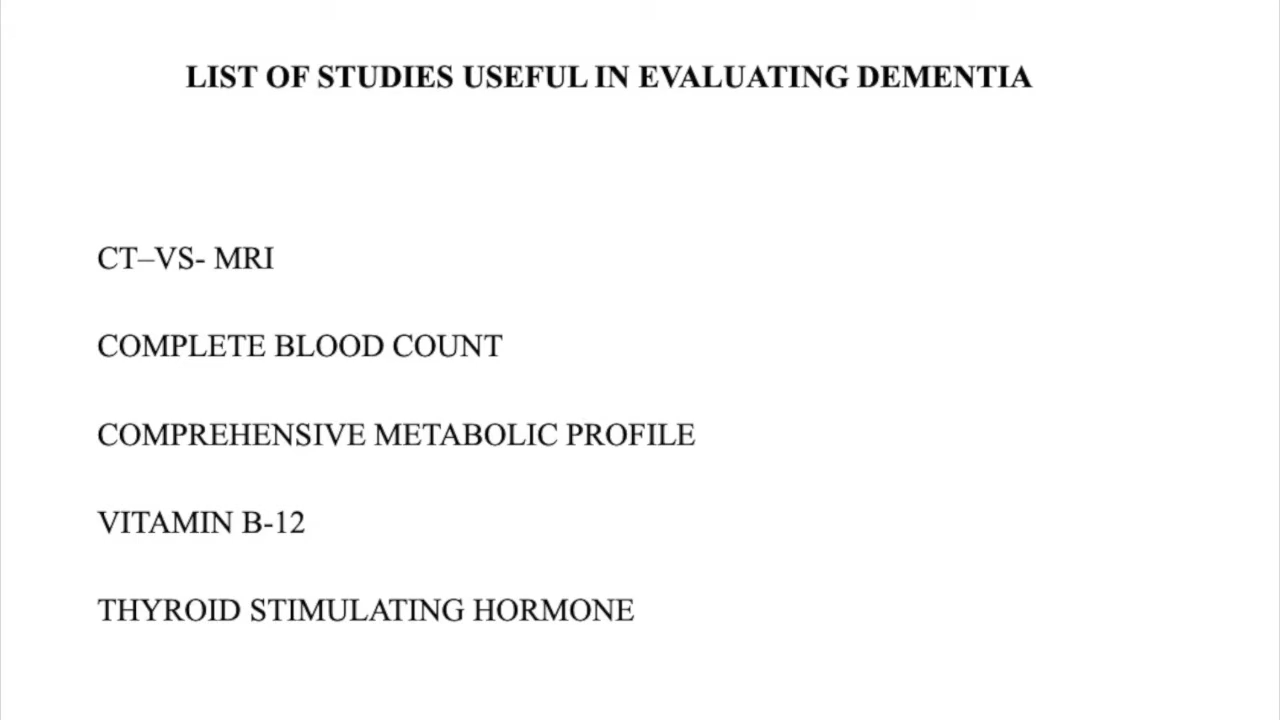 LIST OF STUDIES USEFUL IN EVALUATING DEMENTIA
CT–VS- MRI
COMPLETE BLOOD COUNT
COMPREHENSIVE METABOLIC PROFILE
VITAMIN B-12
THYROID STIMULATING HORMONE